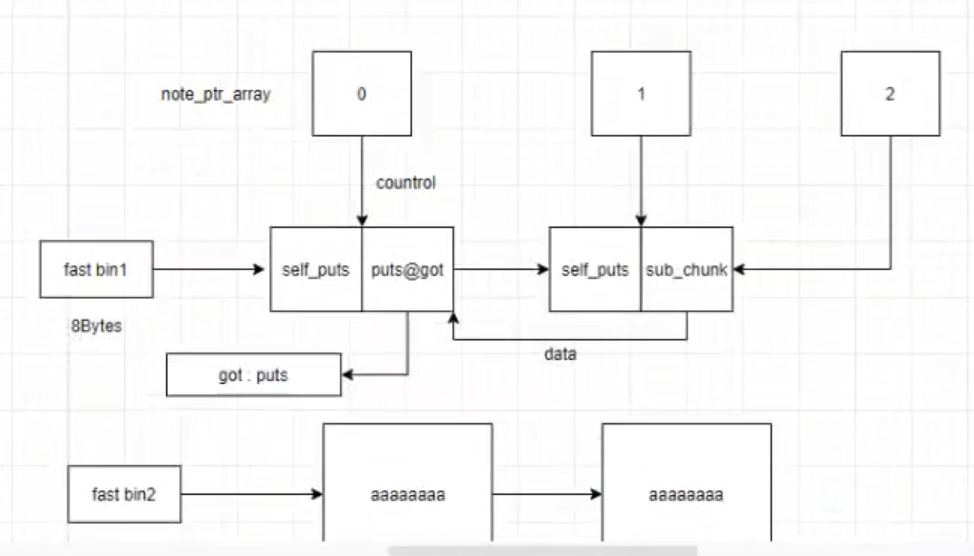 note_ptr_array
0
1
2
countrol
fast bin1
self_puts
puts@got
self_puts
sub_chunk
8Bytes
data
got : puts
fast bin2
aaaaaaaa
aaaaaaaa